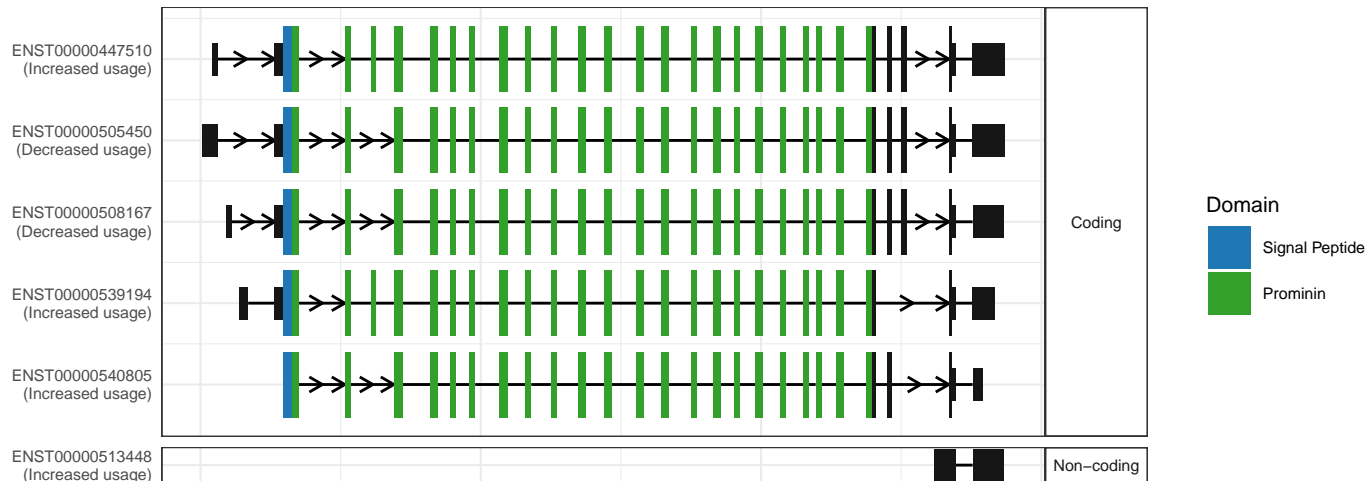 ENST00000447510
(Increased usage)
ENST00000505450
(Decreased usage)
ENST00000508167
(Decreased usage)
ENST00000539194
(Increased usage)
ENST00000540805
(Increased usage)
Coding
ENST00000513448
(Increased usage)
Non−coding
Domain
Signal Peptide
Prominin